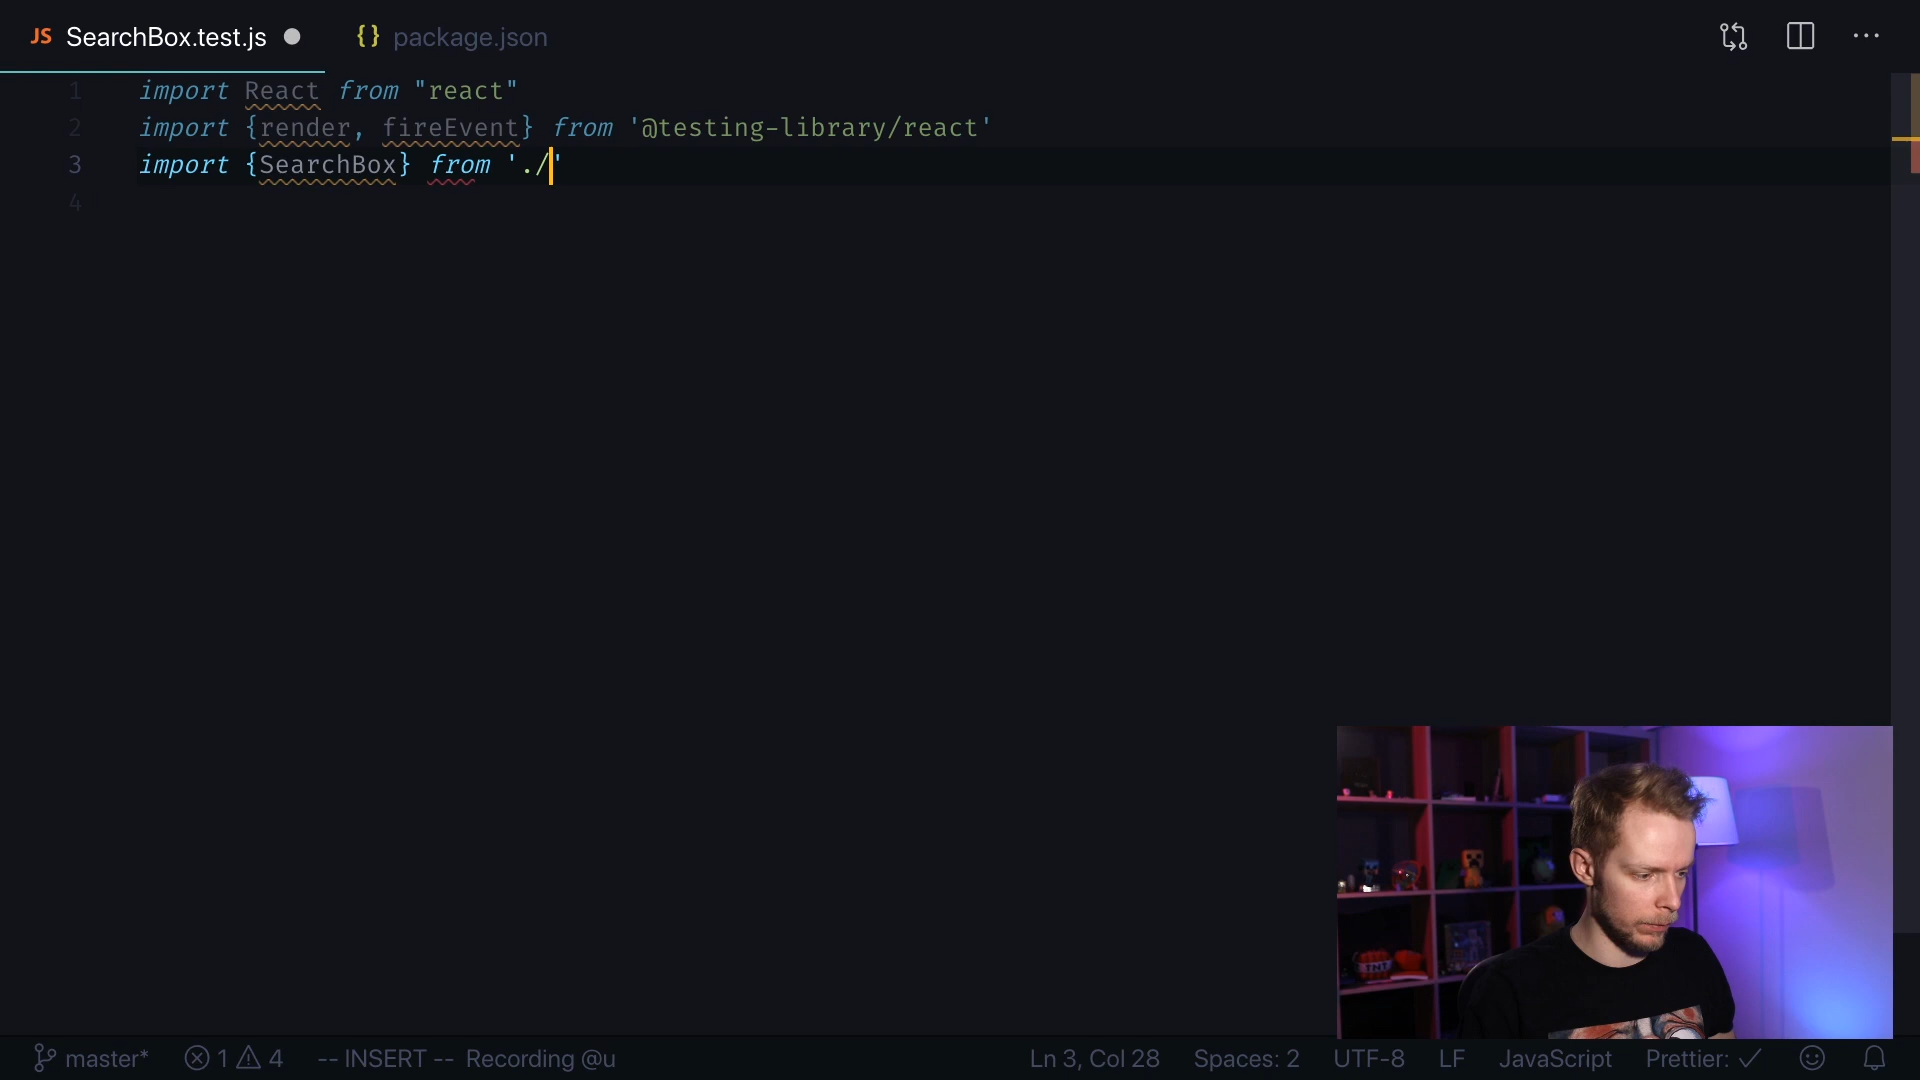 JS SearchBox.test.js
{} package.json
1 import React from "react"
2 import {render, fireEvent} from '@testing-library/react'
3 import {SearchBox} from './'
4
TNT
master* 1 4 -- INSERT -- Recording @u
Ln 3, Col 28 Spaces: 2 UTF-8 LF JavaScript Prettier: ✓